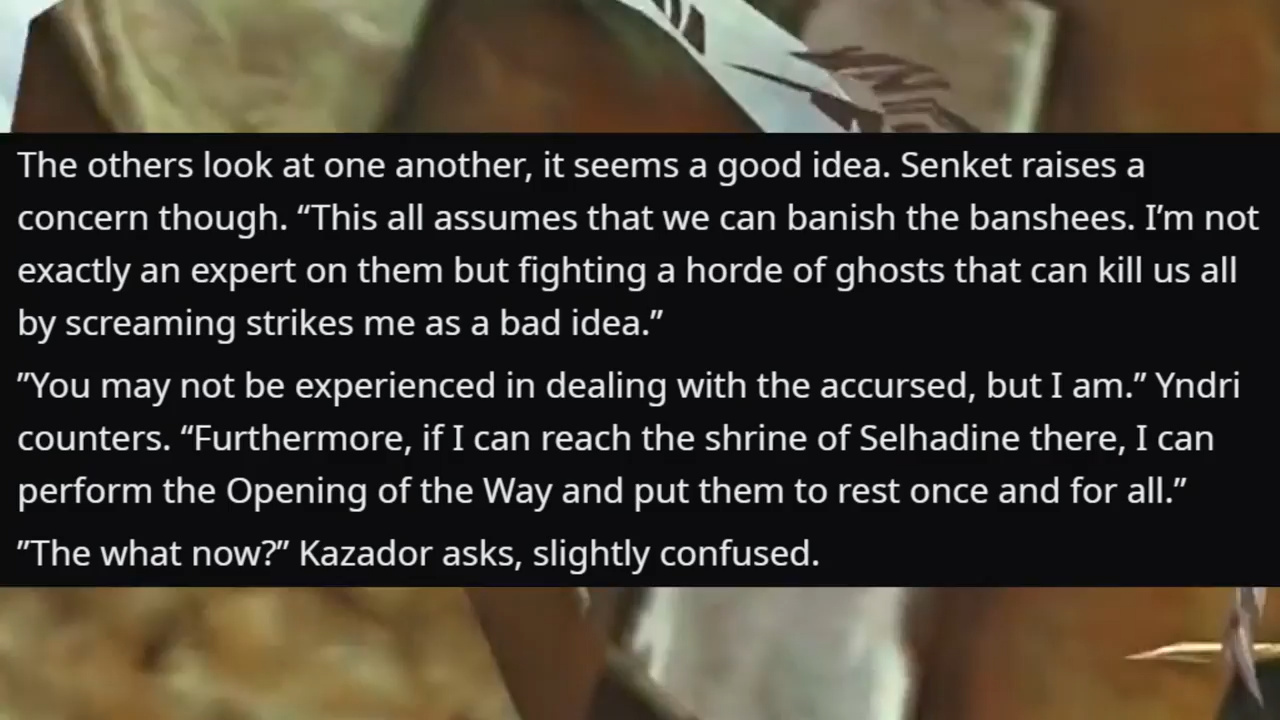 The others look at one another, it seems a good idea. Senket raises a
concern though. “This all assumes that we can banish the banshees. I’m not
exactly an expert on them but fighting a horde of ghosts that can kill us all
by screaming strikes me as a bad idea.”
”You may not be experienced in dealing with the accursed, but I am.” Yndri
counters. “Furthermore, if I can reach the shrine of Selhadine there, I can
perform the Opening of the Way and put them to rest once and for all.”
”The what now?” Kazador asks, slightly confused.